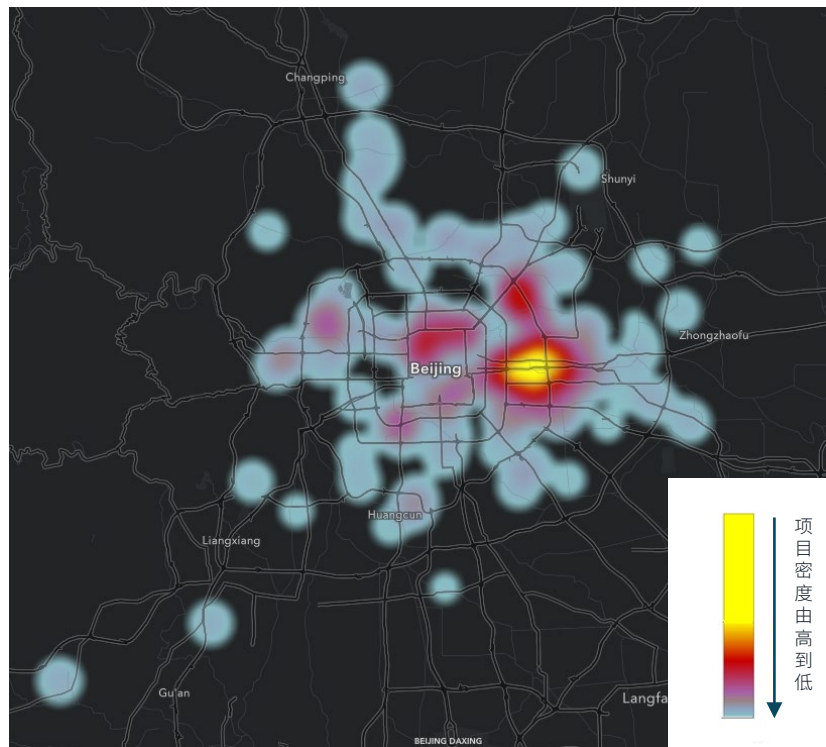 Changping
Shunyi
Zhongzhaofu
Beijing
Huangcun
Liangxiang
Gu'an
Langfa
BEIJING DAXING
项目密度由高到低